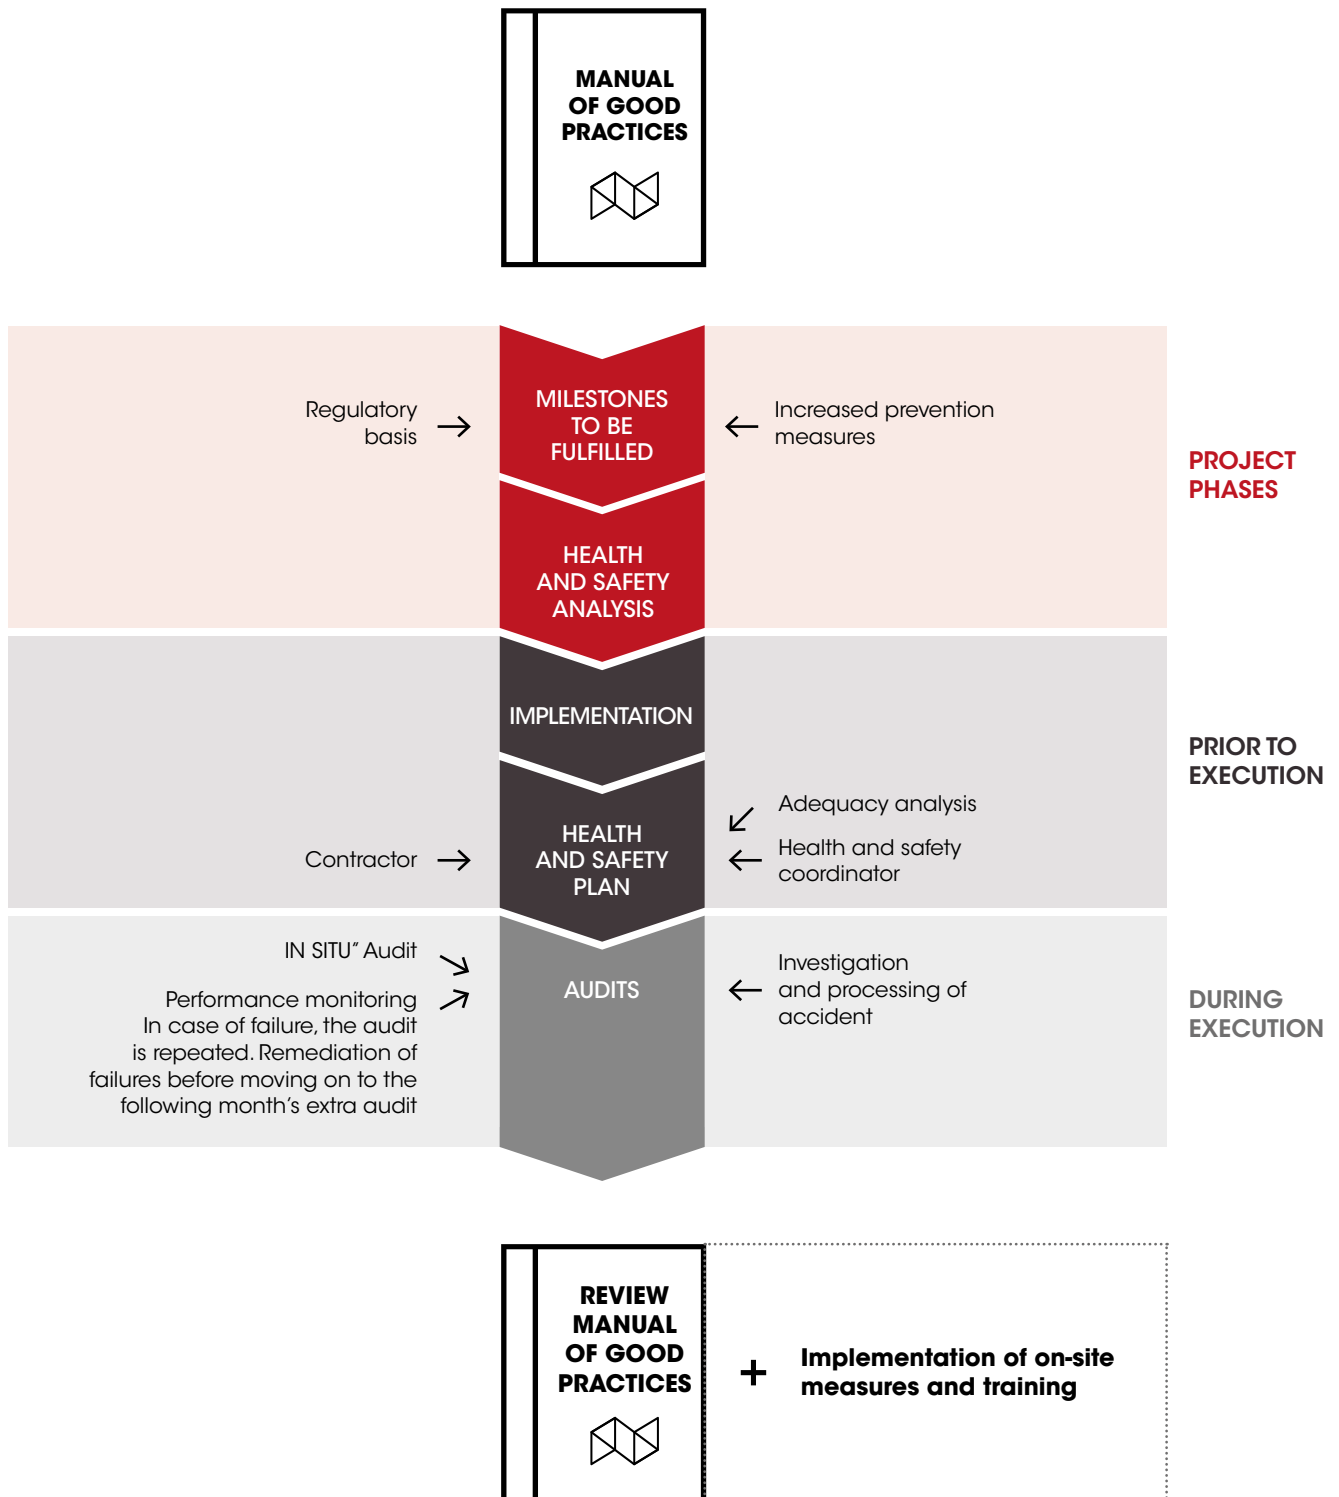 MANUAL
OF GOOD
PRACTICES
Regulatory
basis
MILESTONES
TO BE
FULFILLED
Increased prevention
measures
PROJECT
PHASES
HEALTH
AND SAFETY
ANALYSIS
IMPLEMENTATION
PRIOR TO
EXECUTION
Contractor
HEALTH
AND SAFETY
PLAN
Adequacy analysis
Health and safety
coordinator
IN SITU” Audit
Performance monitoring
In case of failure, the audit
is repeated. Remediation of
failures before moving on to the
following month’s extra audit
AUDITS
Investigation
and processing of
accident
DURING
EXECUTION
REVIEW
MANUAL
OF GOOD
PRACTICES
+
Implementation of on-site
measures and training